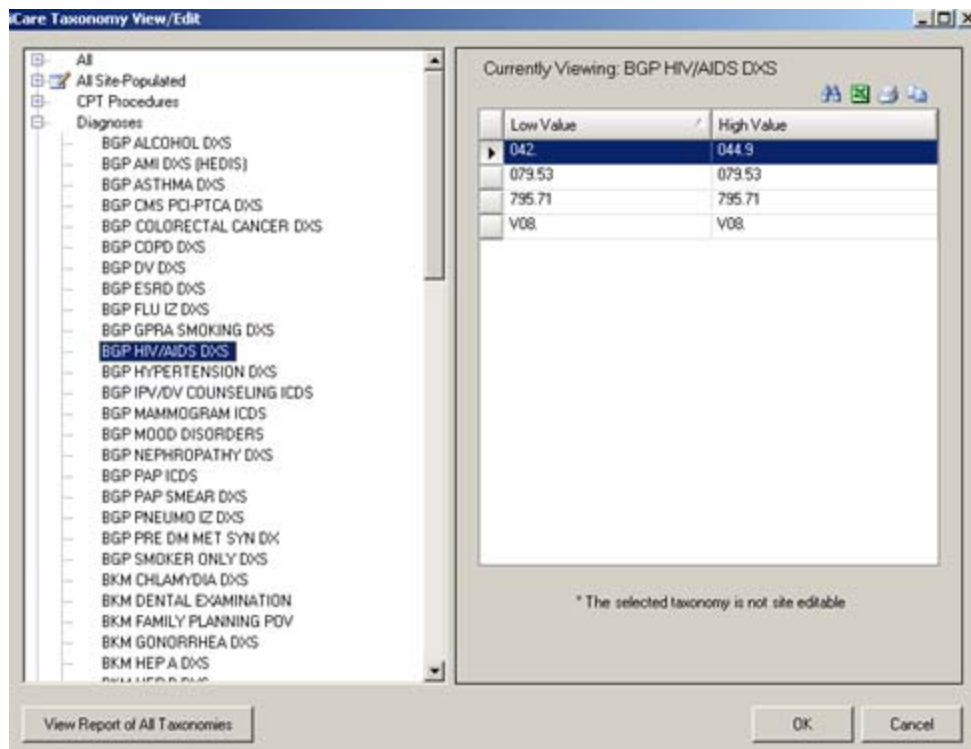 iCare Taxonomy View/Edit
All
All Site-Populated
CPT Procedures
Diagnoses
BGP ALCOHOL DXS
BGP AMI DXS (HEDIS)
BGP ASTHMA DXS
BGP CMS PCI-PTCA DXS
BGP COLORECTAL CANCER DXS
BGP COPD DXS
BGP DV DXS
BGP ESRD DXS
BGP FLU IZ DXS
BGP GPRA SMOKING DXS
BGP HIV/AIDS DXS
BGP HYPERTENSION DXS
BGP IPV/DV COUNSELING ICDS
BGP MAMMOGRAM ICDS
BGP MOOD DISORDERS
BGP NEPHROPATHY DXS
BGP PAP ICDS
BGP PAP SMEAR DXS
BGP PNEUMO IZ DXS
BGP PRE DM MET SYN DX
BGP SMOKER ONLY DXS
BKM CHLAMYDIA DXS
BKM DENTAL EXAMINATION
BKM FAMILY PLANNING POV
BKM GONORRHEA DXS
BKM HEP A DXS
Currently Viewing: BGP HIV/AIDS DXS
Low Value High Value
042. 044.9
079.53 079.53
795.71 795.71
V08. V08.
* The selected taxonomy is not site editable
View Report of All Taxonomies OK Cancel